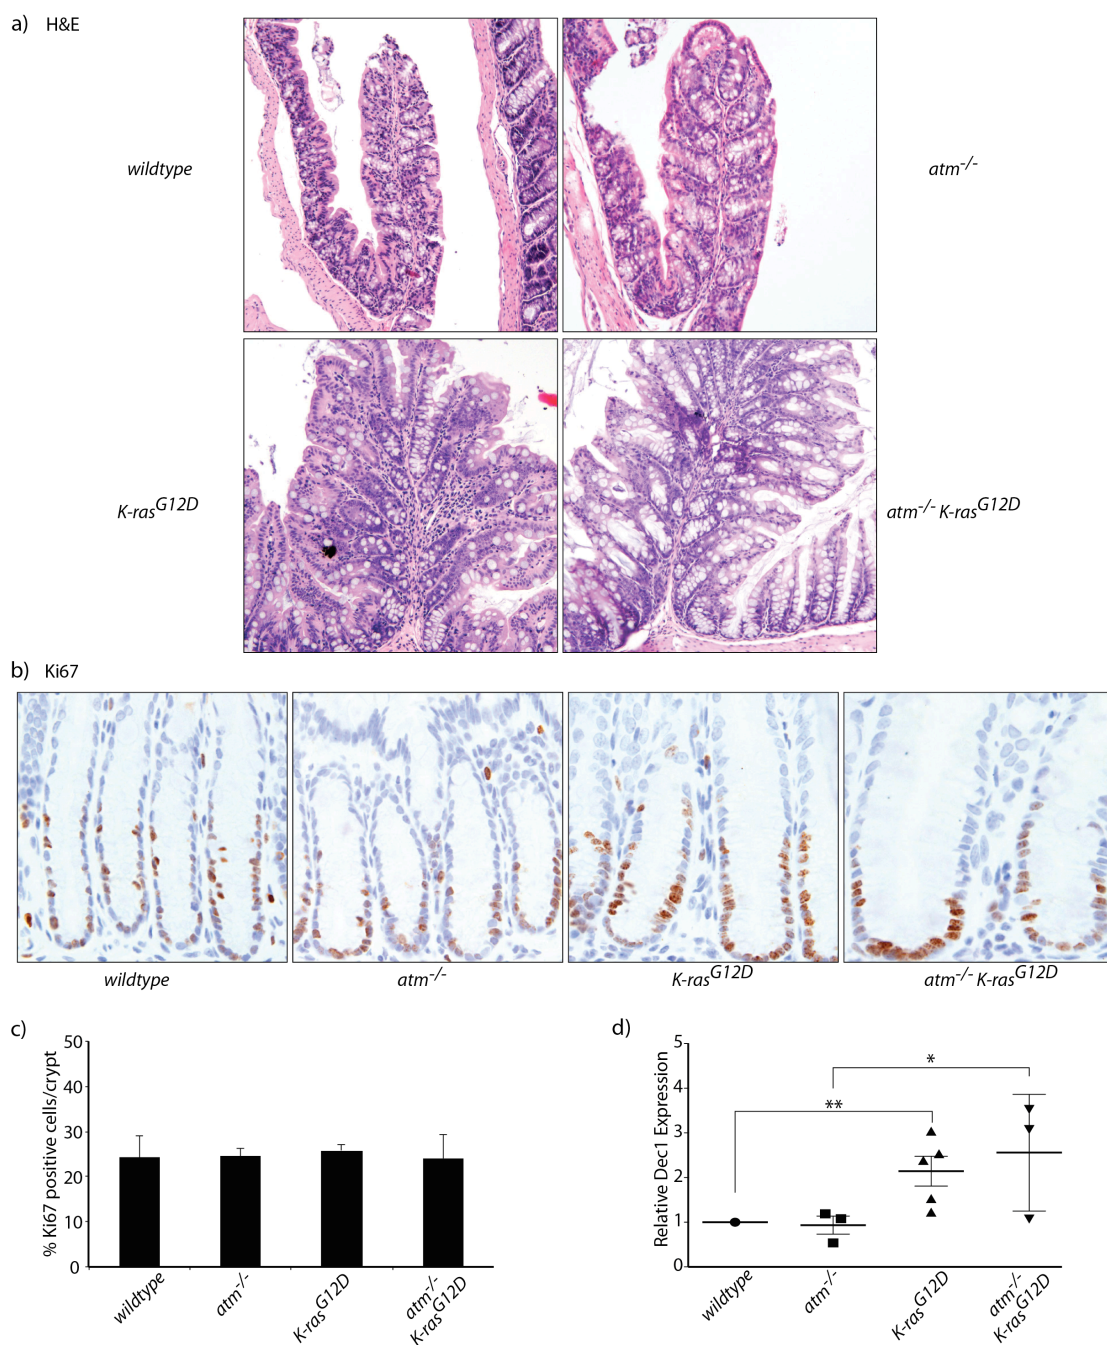 a) H&E
wildtype
atm-/-
K-rasG12D
atm-/- K-rasG12D
b) Ki67
wildtype
atm-/-
K-rasG12D
atm-/- K-rasG12D
c)
% Ki67 positive cells/crypt
50
40
30
20
10
0
wildtype
atm-/-
K-rasG12D
atm-/-
K-rasG12D
d)
Relative Dec1 Expression
5
4
3
2
1
0
*
**
wildtype
atm-/-
K-rasG12D
atm-/-
K-rasG12D